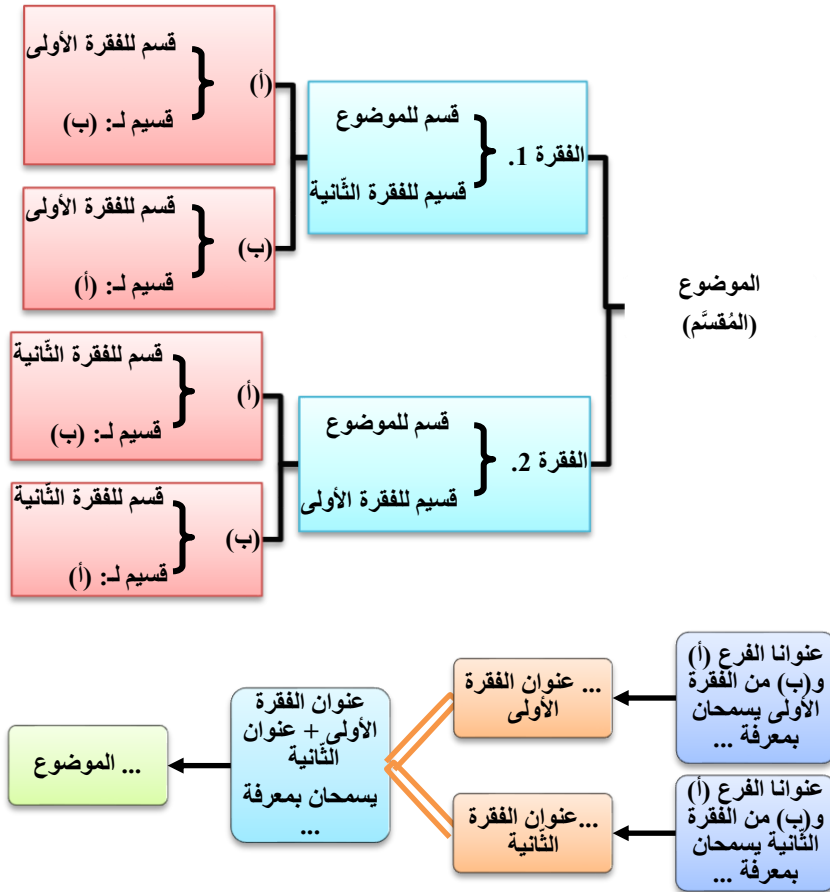 الموضوع
(المُقسَّم)
الفقرة 1.
قسم للموضوع
قسيم للفقرة الثّانية
(أ)
قسم للفقرة الأولى
قسيم لـ: (ب)
(ب)
قسم للفقرة الأولى
قسيم لـ: (أ)
الفقرة 2.
قسم للموضوع
قسيم للفقرة الأولى
(أ)
قسم للفقرة الثّانية
قسيم لـ: (ب)
(ب)
قسم للفقرة الثّانية
قسيم لـ: (أ)
عنوانا الفرع (أ)
و(ب) من الفقرة
الأولى يسمحان
بمعرفة ...
... عنوان الفقرة
الأولى
عنوانا الفرع (أ)
و(ب) من الفقرة
الثّانية يسمحان
بمعرفة ...
...عنوان الفقرة
الثّانية
عنوان الفقرة
الأولى + عنوان
الثّانية
يسمحان بمعرفة
...
... الموضوع